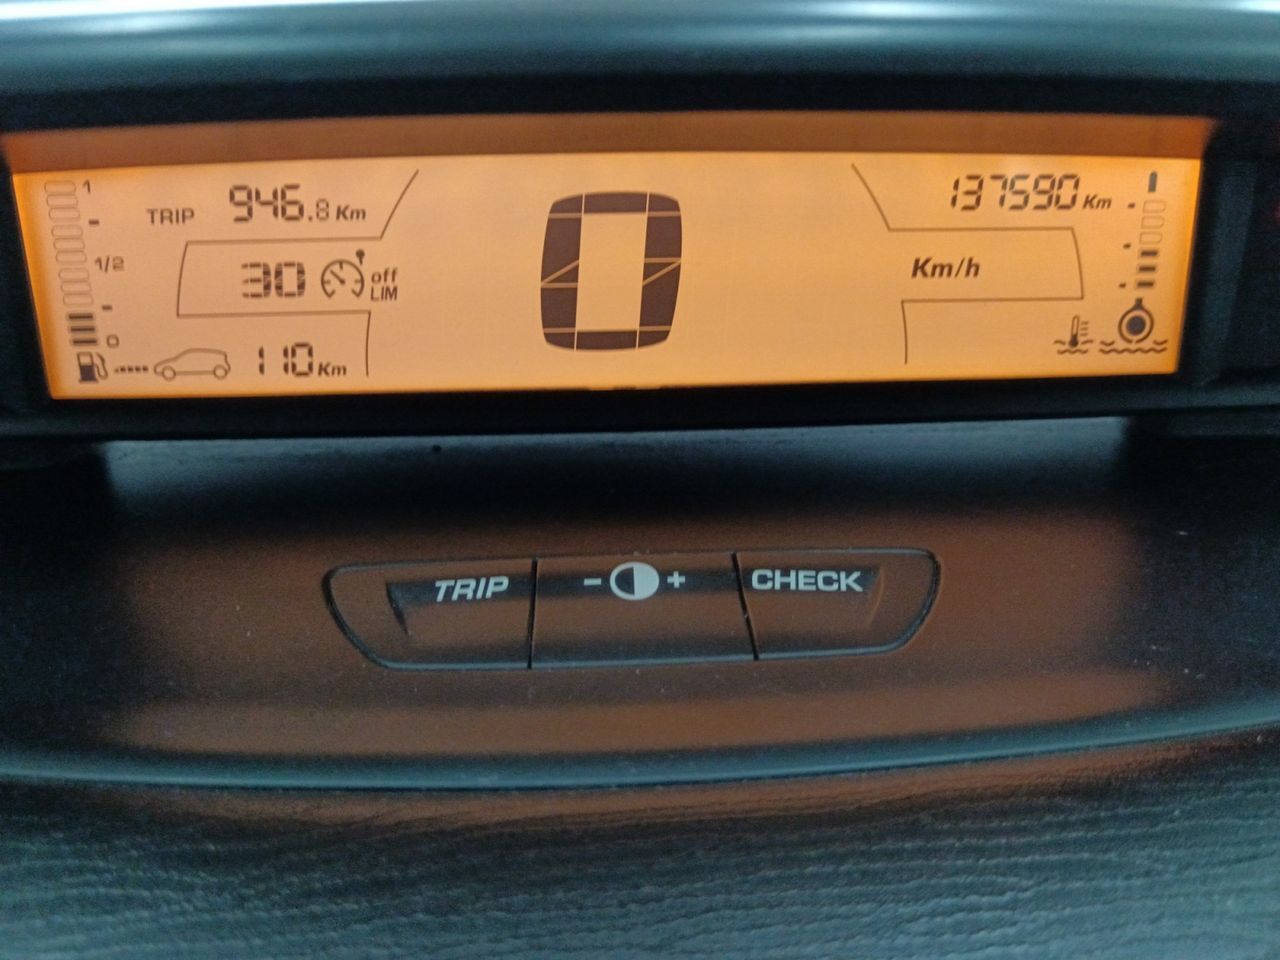 1
TRIP 946.8 Km
1/2
30 off
LIM
0
110 Km
0
137590 Km
Km/h
TRIP - + CHECK